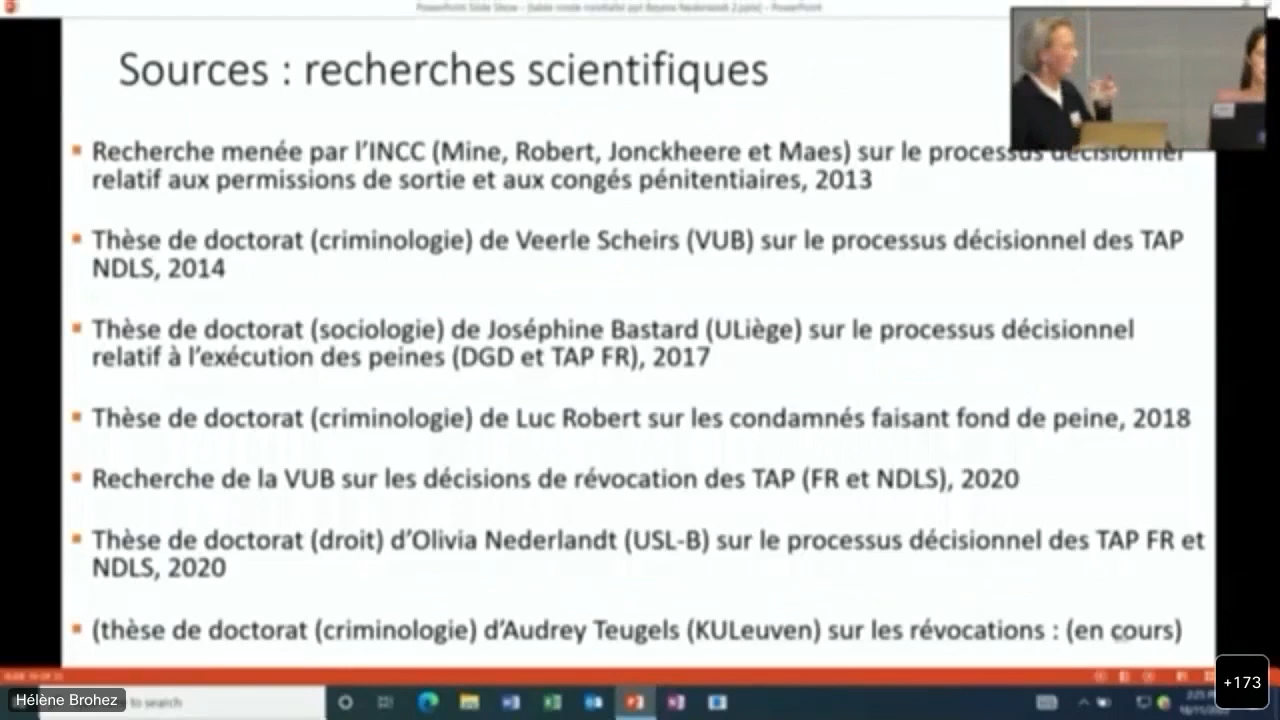 Sources : recherches scientifiques
Recherche menée par l'INCC (Mine, Robert, Jonckheere et Maes) sur le processus décisionnel
relatif aux permissions de sortie et aux congés pénitentiaires, 2013
Thèse de doctorat (criminologie) de Veerle Scheirs (VUB) sur le processus décisionnel des TAP
NDLS, 2014
Thèse de doctorat (sociologie) de Joséphine Bastard (ULiège) sur le processus décisionnel
relatif à l'exécution des peines (DGD et TAP FR), 2017
Thèse de doctorat (criminologie) de Luc Robert sur les condamnés faisant fond de peine, 2018
Recherche de la VUB sur les décisions de révocation des TAP (FR et NDLS), 2020
Thèse de doctorat (droit) d'Olivia Nederlandt (USL-B) sur le processus décisionnel des TAP FR et
NDLS, 2020
(thèse de doctorat (criminologie) d'Audrey Teugels (KULeuven) sur les révocations : (en cours)
+173
Hélène Brohez
to search